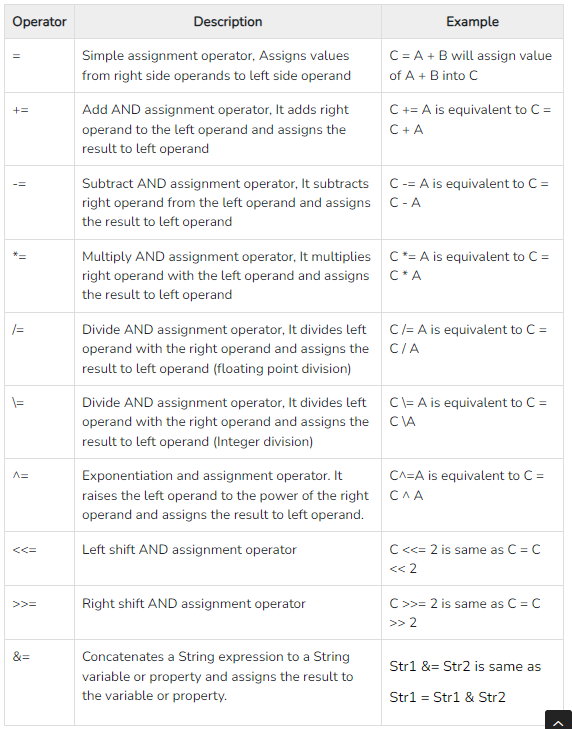 Operator Description Example
= Simple assignment operator, Assigns values C = A + B will assign value
from right side operands to left side operand of A + B into C
+= Add AND assignment operator, It adds right C += A is equivalent to C =
operand to the left operand and assigns the C + A
result to left operand
-= Subtract AND assignment operator, It subtracts C -= A is equivalent to C =
right operand from the left operand and assigns C - A
the result to left operand
*= Multiply AND assignment operator, It multiplies C *= A is equivalent to C =
right operand with the left operand and assigns C * A
the result to left operand
/= Divide AND assignment operator, It divides left C /= A is equivalent to C =
operand with the right operand and assigns the C / A
result to left operand (floating point division)
\= Divide AND assignment operator, It divides left C \= A is equivalent to C =
operand with the right operand and assigns the C \A
result to left operand (Integer division)
^= Exponentiation and assignment operator. It C^=A is equivalent to C =
raises the left operand to the power of the right C ^ A
operand and assigns the result to left operand.
<<= Left shift AND assignment operator C <<= 2 is same as C = C
<< 2
>>= Right shift AND assignment operator C >>= 2 is same as C = C
>> 2
&= Concatenates a String expression to a String Str1 &= Str2 is same as
variable or property and assigns the result to Str1 = Str1 & Str2
the variable or property.